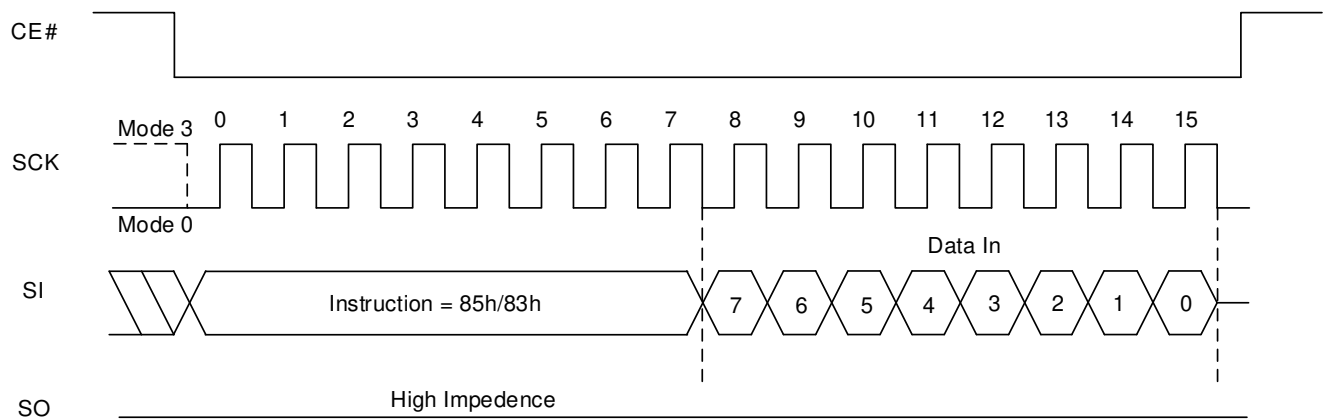 CE#
0 1 2 3 4 5 6 7 8 9 10 11 12 13 14 15
Mode 3
SCK
Mode 0
Data In
SI
Instruction = 85h/83h
7 6 5 4 3 2 1 0
High Impedence
SO